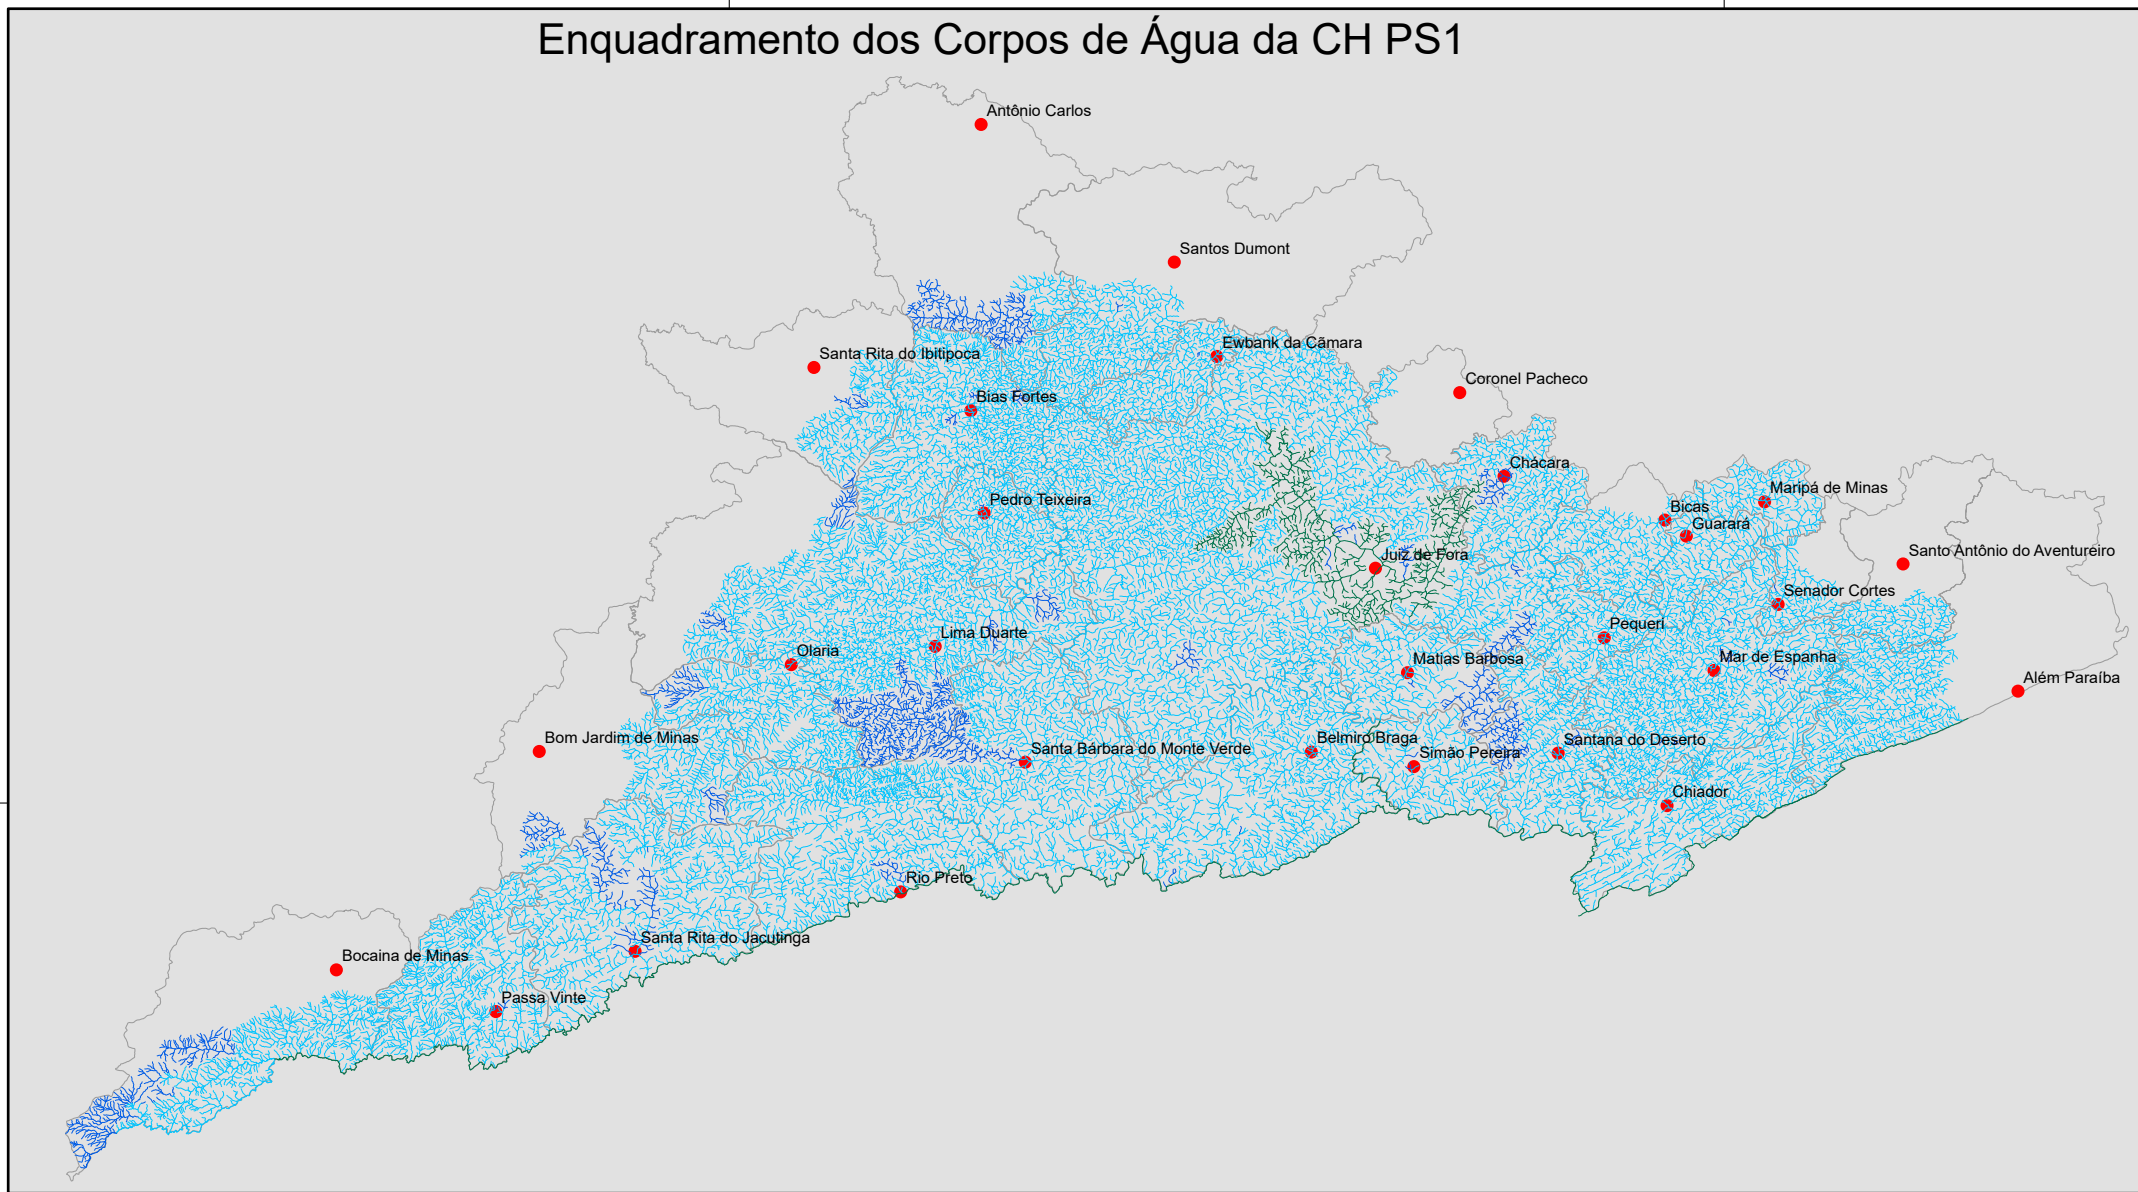 Enquadramento dos Corpos de Água da CH PS1
Antônio Carlos
Santos Dumont
Ewbank da Cãmara
Santa Rita do Ibitipoca
Coronel Pacheco
Bias Fortes
Chácara
Maripá de Minas
Pedro Teixeira
Bicas
Guarará
Juiz de Fora
Santo Antônio do Aventureiro
Senador Cortes
Pequeri
Lima Duarte
Olaria
Matias Barbosa
Mar de Espanha
Além Paraíba
Bom Jardim de Minas
Santa Bárbara do Monte Verde
Belmiro Braga
Simão Pereira
Santana do Deserto
Chiador
Rio Preto
Santa Rita do Jacutinga
Bocaina de Minas
Passa Vinte